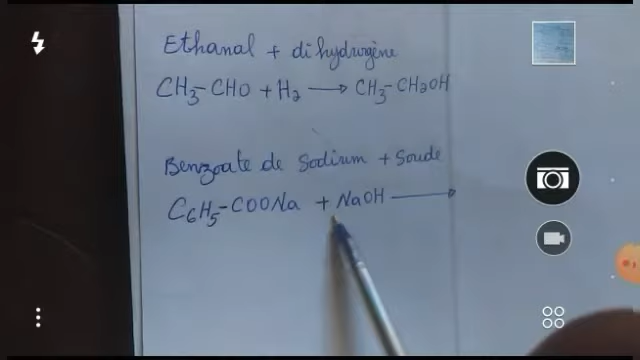 Ethanal + dihydrogène
CH3-CHO + H2 → CH3-CH2OH
Benzoate de Sodium + Soude
C6H5-COONa + NaOH →